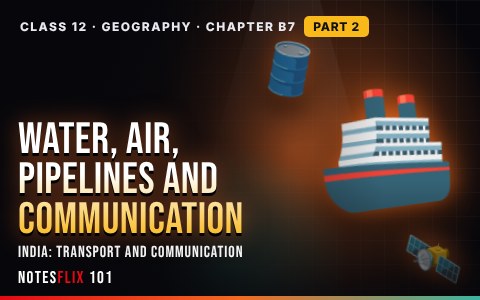 CLASS 12 · GEOGRAPHY · CHAPTER B7 PART 2
WATER, AIR,
PIPELINES AND
COMMUNICATION
INDIA: TRANSPORT AND COMMUNICATION
NOTESFLIX 101